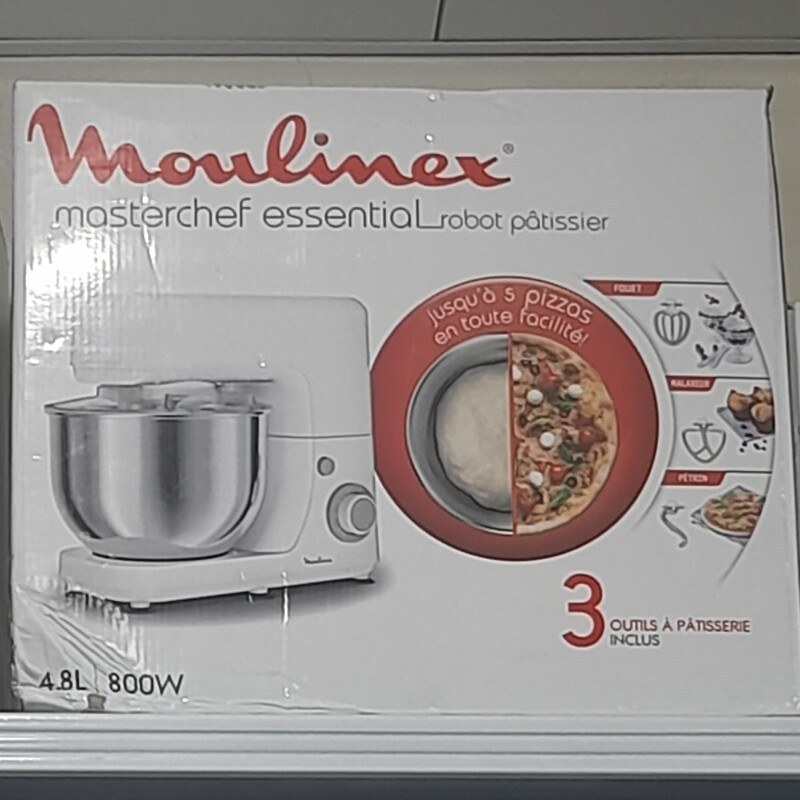 Moulinex®
masterchef essential robot pâtissier
jusqu'à 5 pizzas
en toute facilité!
FOUET
MALAXEUR
PÉTRIN
3 OUTILS À PÂTISSERIE
INCLUS
4.8L 800W